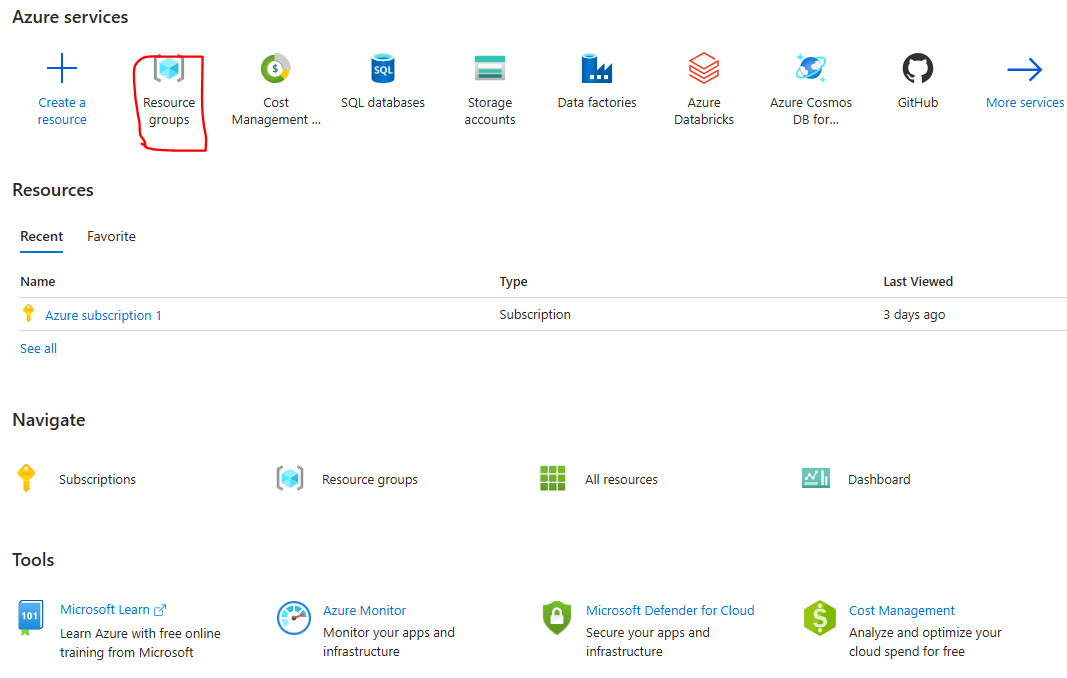 Azure services
Create a
resource
Resource
groups
Cost
Management ...
SQL
SQL databases
Storage
accounts
Data factories
Azure
Databricks
Azure Cosmos
DB for...
GitHub
More services
Resources
Recent Favorite
Name Type Last Viewed
Azure subscription 1 Subscription 3 days ago
See all
Navigate
Subscriptions Resource groups All resources Dashboard
Tools
101
Microsoft Learn
Learn Azure with free online
training from Microsoft
Azure Monitor
Monitor your apps and
infrastructure
Microsoft Defender for Cloud
Secure your apps and
infrastructure
Cost Management
Analyze and optimize your
cloud spend for free